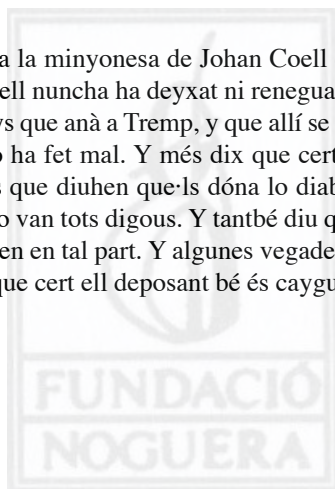 a la minyonesa de Johan Coell
ell nuncha ha deyxat ni renegua
ys que anà a Tremp, y que allí se
o ha fet mal. Y més dix que cert
s que diuhen que·ls dóna lo diab
o van tots digous. Y tantbé diu q
en en tal part. Y algunes vegade
que cert ell deposant bé és caygu
FUNDACIÓ
NOGUERA